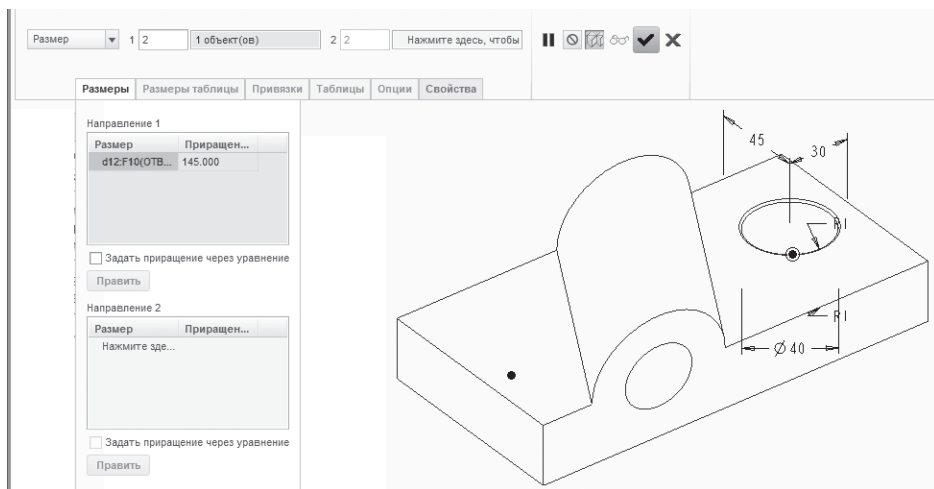 Размер 1 2 1 объект(ов) 2 2 Нажмите здесь, чтобы
Размеры Размеры таблицы Привязки Таблицы Опции Свойства
Направление 1
Размер Приращен...
d12:F10(ОТВ... 145.000
Задать приращение через уравнение
Править
Направление 2
Размер Приращен...
Нажмите зде...
Задать приращение через уравнение
Править
45
30
R1
R1
Ø 40